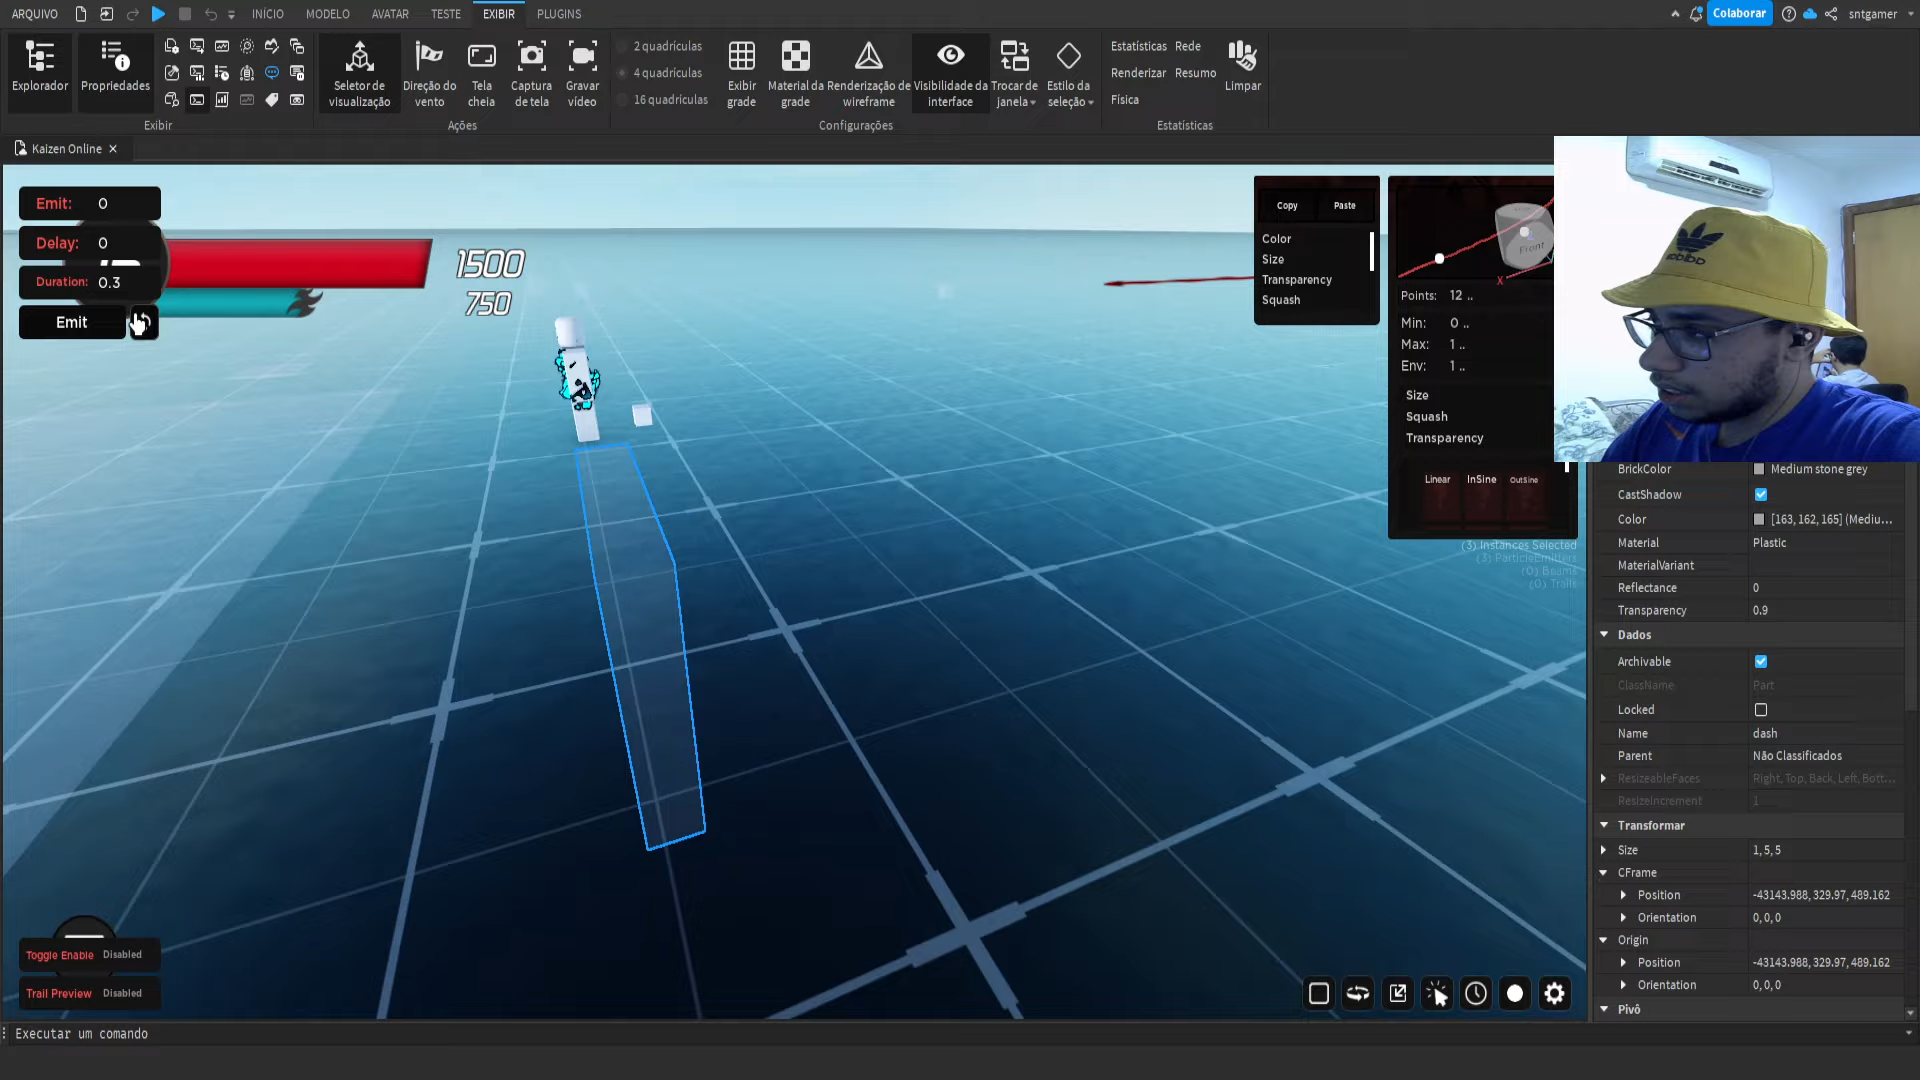 ARQUIVO
INÍCIO
MODELO
AVATAR
TESTE
EXIBIR
PLUGINS
Colaborar
sntgamer
Explorador
Propriedades
Exibir
Seletor de visualização
Direção do vento
Tela cheia
Captura de tela
Gravar vídeo
Ações
2 quadrículas
4 quadrículas
16 quadrículas
Exibir grade
Material da grade
Renderização de wireframe
Visibilidade da interface
Trocar de janela
Estilo da seleção
Configurações
Estatísticas
Rede
Renderizar
Resumo
Física
Limpar
Estatísticas
Kaizen Online
Emit: 0
Delay: 0
Duration: 0.3
Emit
1500
750
Copy
Paste
Color
Size
Transparency
Squash
Front
X
Points: 12 ..
Min: 0 ..
Max: 1 ..
Env: 1 ..
Size
Squash
Transparency
Linear
InSine
OutSine
(3) Instances Selected
(3) ParticleEmitters
(0) Beams
(0) Trails
BrickColor Medium stone grey
CastShadow
Color [163, 162, 165] (Mediu...
Material Plastic
MaterialVariant
Reflectance 0
Transparency 0.9
Dados
Archivable
ClassName Part
Locked
Name dash
Parent Não Classificados
ResizeableFaces Right, Top, Back, Left, Bott...
ResizeIncrement 1
Transformar
Size 1, 5, 5
CFrame
Position -43143.988, 329.97, 489.162
Orientation 0, 0, 0
Origin
Position -43143.988, 329.97, 489.162
Orientation 0, 0, 0
Pivô
Toggle Enable Disabled
Trail Preview Disabled
Executar um comando